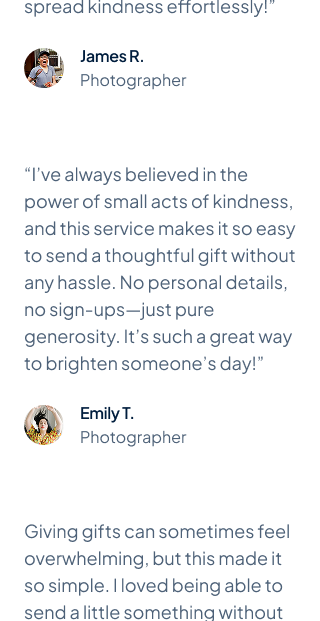 spread kindness effortlessly!”
James R.
Photographer
“I’ve always believed in the
power of small acts of kindness,
and this service makes it so easy
to send a thoughtful gift without
any hassle. No personal details,
no sign-ups—just pure
generosity. It’s such a great way
to brighten someone’s day!”
Emily T.
Photographer
Giving gifts can sometimes feel
overwhelming, but this made it
so simple. I loved being able to
send a little something without